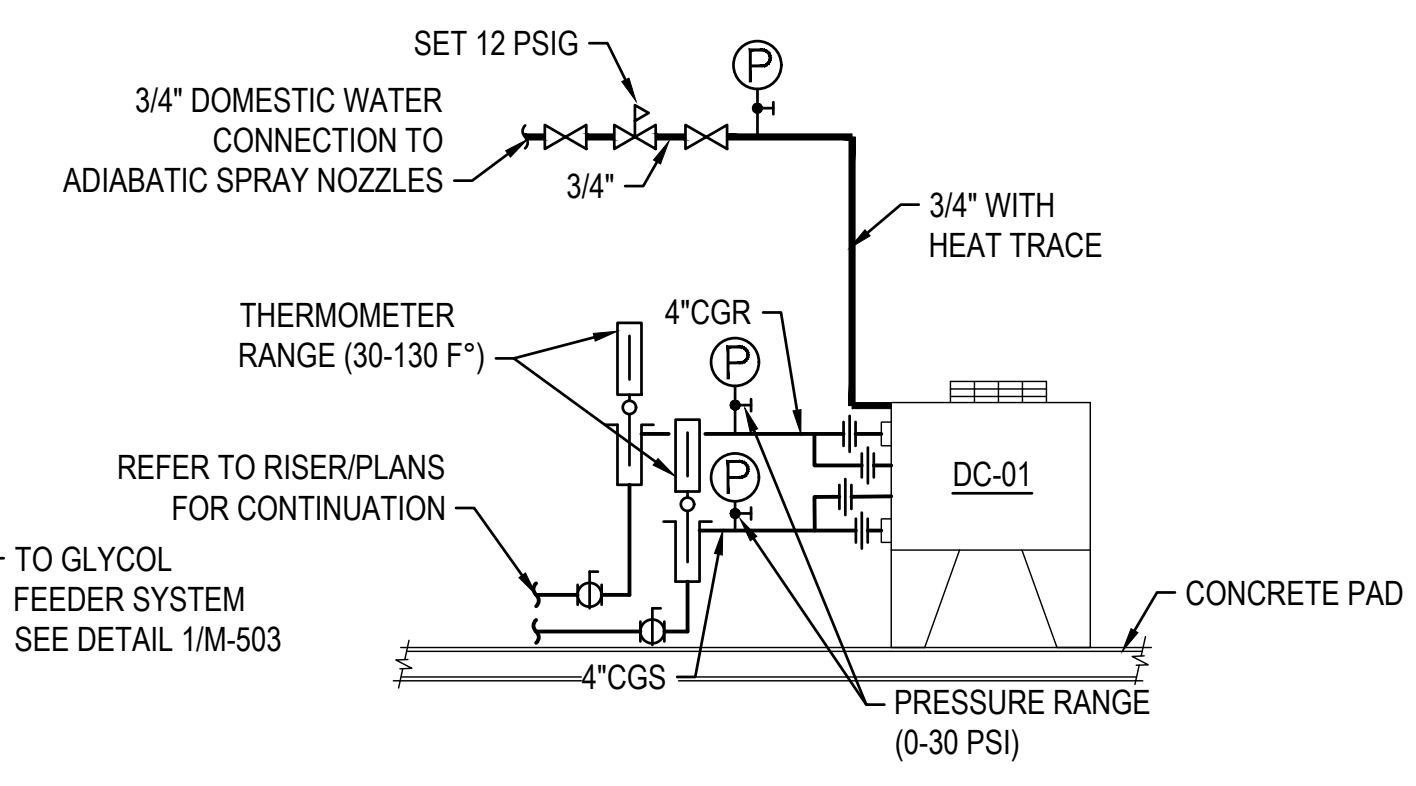 SET 12 PSIG
P
3/4" DOMESTIC WATER
CONNECTION TO
ADIABATIC SPRAY NOZZLES
3/4"
3/4" WITH
HEAT TRACE
THERMOMETER
RANGE (30-130 F°)
4"CGR
P
REFER TO RISER/PLANS
FOR CONTINUATION
P
DC-01
TO GLYCOL
FEEDER SYSTEM
SEE DETAIL 1/M-503
CONCRETE PAD
4"CGS
PRESSURE RANGE
(0-30 PSI)